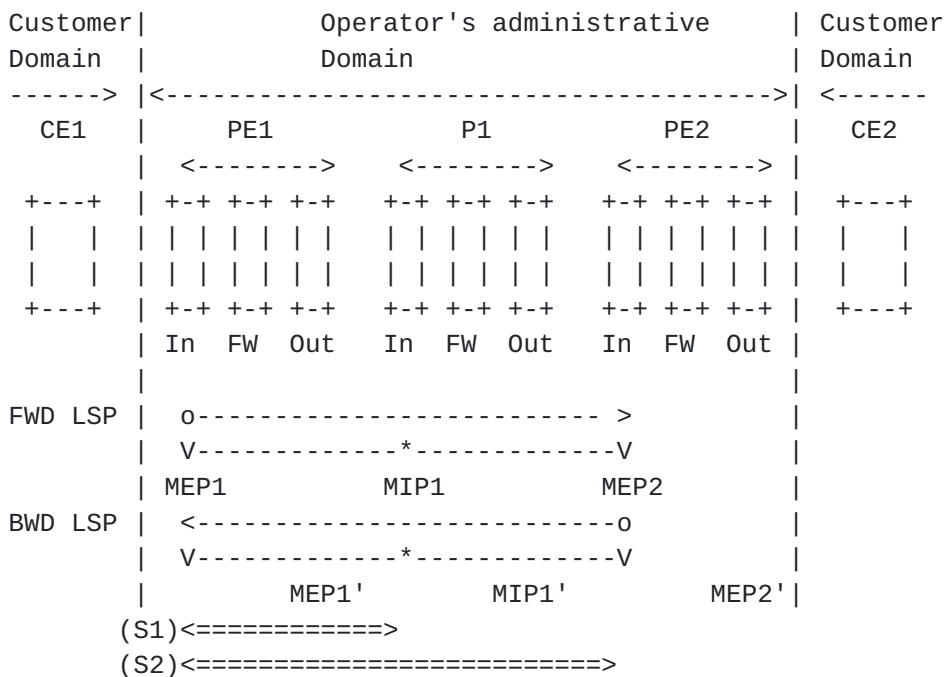 Customer|         Operator's administrative     | Customer
Domain  |         Domain                        | Domain
------> |<--------------------------------------->| <------
CE1   |     PE1            P1           PE2     |   CE2
| <-------->    <-------->    <--------> |
+---+  | +-+ +-+ +-+   +-+ +-+ +-+   +-+ +-+ +-+ |  +---+
|   |  | | | | | | |   | | | | | |   | | | | | | |  |   |
|   |  | | | | | | |   | | | | | |   | | | | | | |  |   |
+---+  | +-+ +-+ +-+   +-+ +-+ +-+   +-+ +-+ +-+ |  +---+
| In  FW  Out   In  FW  Out   In  FW  Out |
|                                         |
FWD LSP |  o-------------------------- >          |
|  V-------------*-------------V          |
| MEP1          MIP1          MEP2        |
BWD LSP |  <---------------------------o          |
|  V-------------*-------------V          |
|         MEP1'        MIP1'         MEP2'|
(S1)<============>
(S2)<==========================>